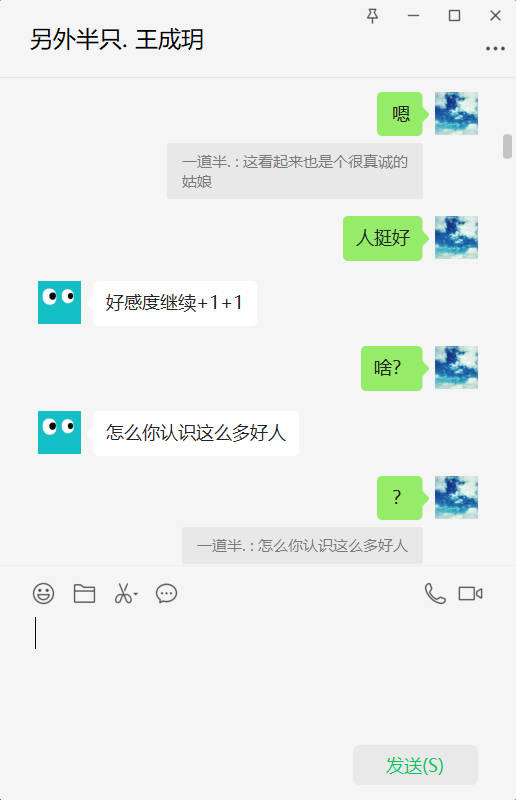 另外半只. 王成玥
嗯
一道半. : 这看起来也是个很真诚的
姑娘
人挺好
好感度继续+1+1
啥?
怎么你认识这么多好人
?
一道半. : 怎么你认识这么多好人
发送(S)